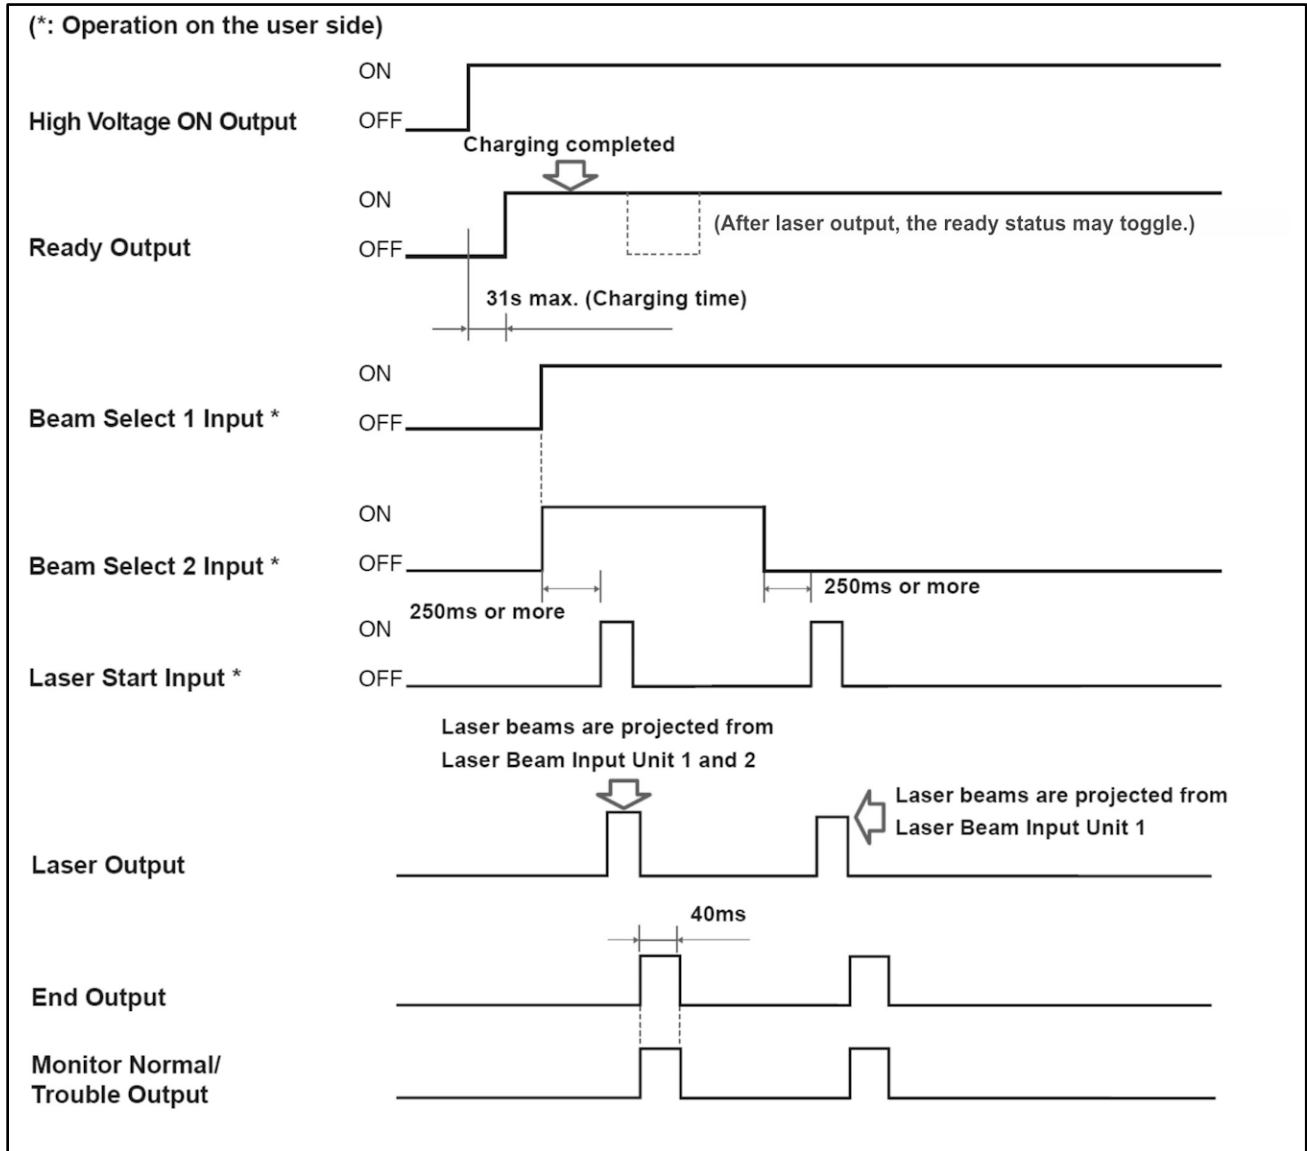 (*: Operation on the user side)
ON
High Voltage ON Output
OFF
Charging completed
ON
(After laser output, the ready status may toggle.)
Ready Output
OFF
31s max. (Charging time)
ON
Beam Select 1 Input *
OFF
ON
Beam Select 2 Input *
OFF
250ms or more
250ms or more
ON
Laser Start Input *
OFF
Laser beams are projected from
Laser Beam Input Unit 1 and 2
Laser beams are projected from
Laser Beam Input Unit 1
Laser Output
40ms
End Output
Monitor Normal/
Trouble Output